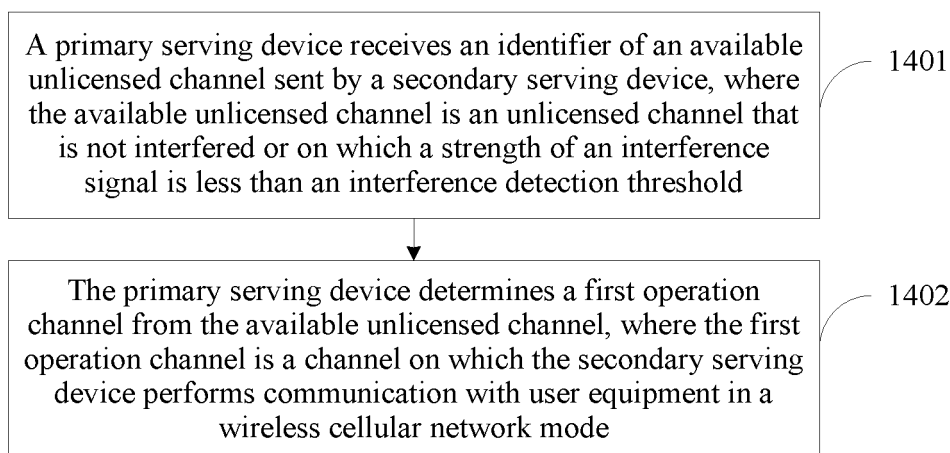 A primary serving device receives an identifier of an available
unlicensed channel sent by a secondary serving device, where
the available unlicensed channel is an unlicensed channel that
is not interfered or on which a strength of an interference
signal is less than an interference detection threshold
1401
The primary serving device determines a first operation
channel from the available unlicensed channel, where the first
operation channel is a channel on which the secondary serving
device performs communication with user equipment in a
wireless cellular network mode
1402